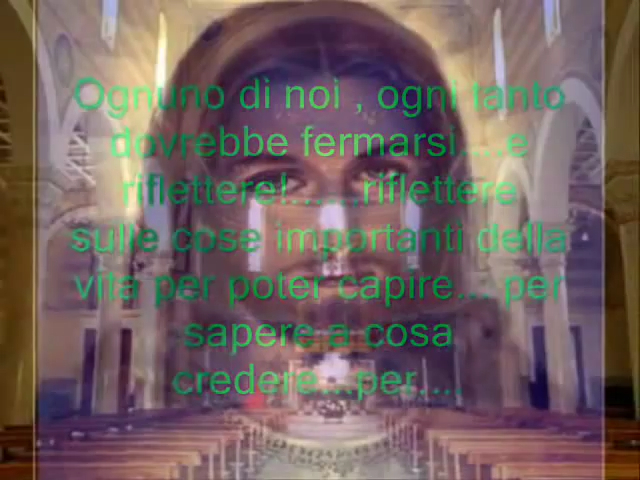 Ognuno di noi , ogni tanto
dovrebbe fermarsi....e
riflettere!......riflettere
sulle cose importanti della
vita per poter capire... per
sapere a cosa
credere...per....